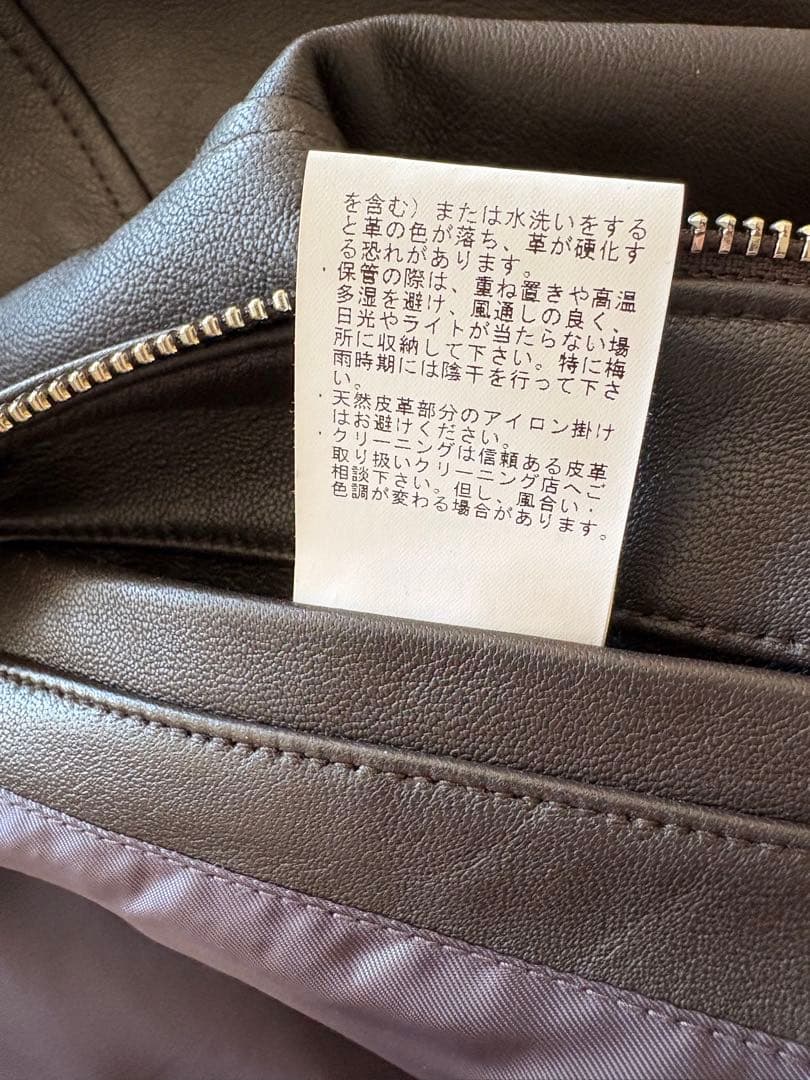 を含む）または水洗いをする
と革の色が落ち、革が硬化す
る恐れがあります。
・保管の際は、重ね置きや高温
多湿を避け、風通しの良く、
日光やライトが当たらない場
所に収納して下さい。特に梅
雨時期には陰干を行って下さ
い。
・天然皮革部分のアイロン掛け
はお避けください。
・クリーニングは信頼ある皮革
取り扱いクリーニング店へご
相談下さい。但し、風合い・
色調が変わる場合があります。